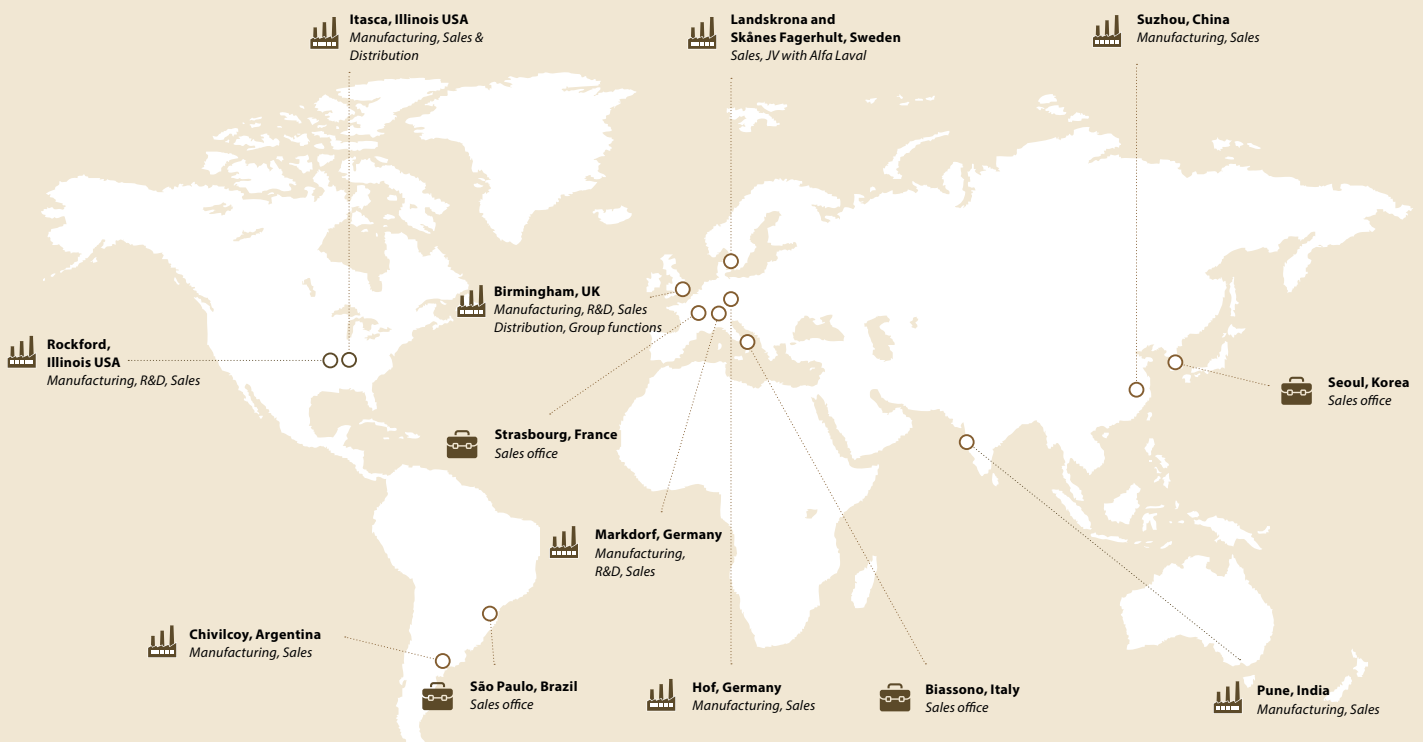 Itasca, Illinois USA
Manufacturing, Sales &
Distribution
Landskrona and
Skånes Fagerhult, Sweden
Sales, JV with Alfa Laval
Suzhou, China
Manufacturing, Sales
Birmingham, UK
Manufacturing, R&D, Sales
Distribution, Group functions
Rockford,
Illinois USA
Manufacturing, R&D, Sales
Seoul, Korea
Sales office
Strasbourg, France
Sales office
Markdorf, Germany
Manufacturing,
R&D, Sales
Chivilcoy, Argentina
Manufacturing, Sales
São Paulo, Brazil
Sales office
Hof, Germany
Manufacturing, Sales
Biassono, Italy
Sales office
Pune, India
Manufacturing, Sales